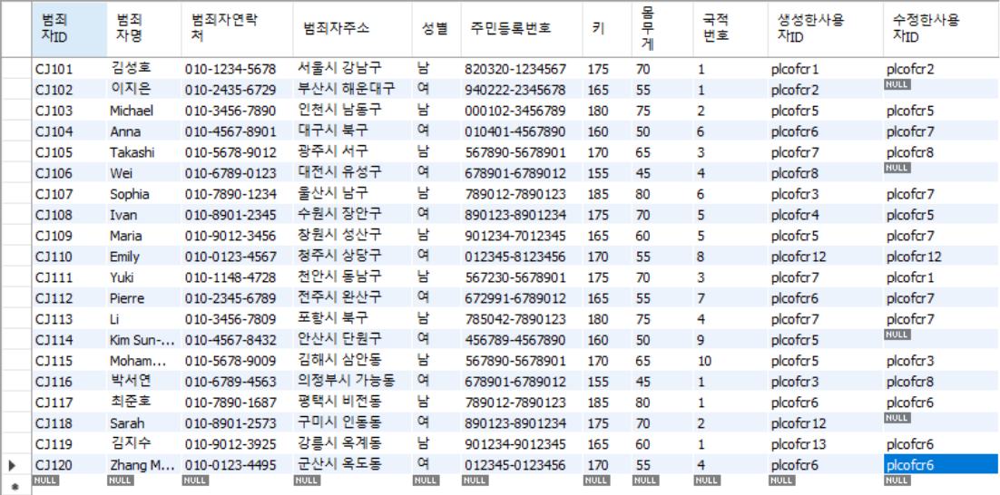 범죄자ID 범죄자명 범죄자연락처 범죄자주소 성별 주민등록번호 키 몸무게 국적번호 생성한사용자ID 수정한사용자ID
CJ101 김성호 010-1234-5678 서울시 강남구 남 820320-1234567 175 70 1 plcofcr1 plcofcr2
CJ102 이지은 010-2435-6729 부산시 해운대구 여 940222-2345678 165 55 1 plcofcr2 NULL
CJ103 Michael 010-3456-7890 인천시 남동구 남 000102-3456789 180 75 2 plcofcr5 plcofcr5
CJ104 Anna 010-4567-8901 대구시 북구 여 010401-4567890 160 50 6 plcofcr6 plcofcr7
CJ105 Takashi 010-5678-9012 광주시 서구 남 567890-5678901 170 65 3 plcofcr7 plcofcr8
CJ106 Wei 010-6789-0123 대전시 유성구 여 678901-6789012 155 45 4 plcofcr8 NULL
CJ107 Sophia 010-7890-1234 울산시 남구 남 789012-7890123 185 80 6 plcofcr3 plcofcr7
CJ108 Ivan 010-8901-2345 수원시 장안구 여 890123-8901234 175 70 5 plcofcr4 plcofcr5
CJ109 Maria 010-9012-3456 창원시 성산구 남 901234-7012345 165 60 5 plcofcr5 plcofcr7
CJ110 Emily 010-0123-4567 청주시 상당구 여 012345-8123456 170 55 8 plcofcr12 plcofcr12
CJ111 Yuki 010-1148-4728 천안시 동남구 남 567230-5678901 175 70 3 plcofcr7 plcofcr1
CJ112 Pierre 010-2345-6789 전주시 완산구 여 672991-6789012 165 55 7 plcofcr6 plcofcr7
CJ113 Li 010-3456-7809 포항시 북구 남 785042-7890123 180 75 4 plcofcr7 plcofcr7
CJ114 Kim Sun-... 010-4567-8432 안산시 단원구 여 456789-4567890 160 50 9 plcofcr5 NULL
CJ115 Moham... 010-5678-9009 김해시 삼안동 남 567890-5678901 170 65 10 plcofcr5 plcofcr3
CJ116 박서연 010-6789-4563 의정부시 가능동 여 678901-6789012 155 45 1 plcofcr3 plcofcr8
CJ117 최준호 010-7890-1687 평택시 비전동 남 789012-7890123 185 80 1 plcofcr6 plcofcr6
CJ118 Sarah 010-8901-2573 구미시 인동동 여 890123-8901234 175 70 2 plcofcr12 NULL
CJ119 김지수 010-9012-3925 강릉시 옥계동 남 901234-9012345 165 60 1 plcofcr13 plcofcr6
CJ120 Zhang M... 010-0123-4495 군산시 옥도동 여 012345-0123456 170 55 4 plcofcr6 plcofcr6
NULL NULL NULL NULL NULL NULL NULL NULL NULL NULL NULL